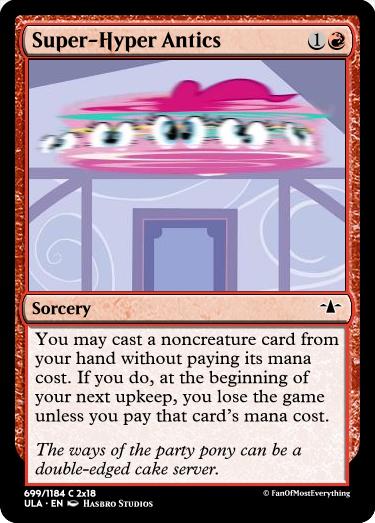 Super-Hyper Antics 1
Sorcery
You may cast a noncreature card from
your hand without paying its mana
cost. If you do, at the beginning of
your next upkeep, you lose the game
unless you pay that card's mana cost.
The ways of the party pony can be a
double-edged cake server.
699/1184 C 2x18
ULA • EN Hasbro Studios
© FanOfMostEverything